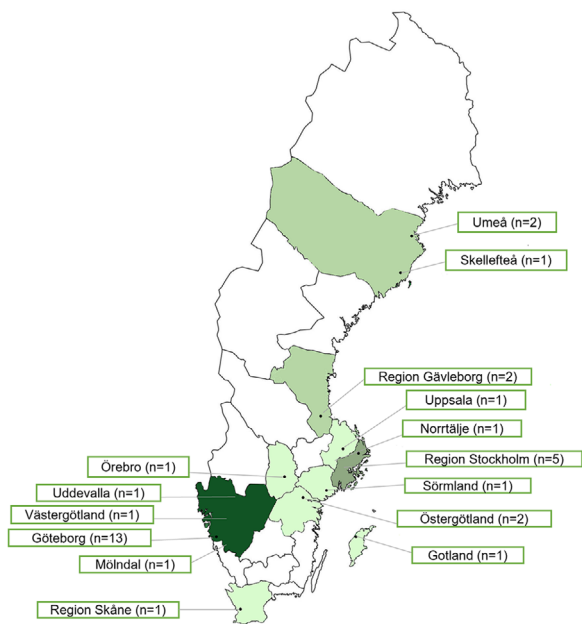 Umeå (n=2)
Skellefteå (n=1)
Region Gävleborg (n=2)
Uppsala (n=1)
Norrtälje (n=1)
Örebro (n=1)
Region Stockholm (n=5)
Uddevalla (n=1)
Sörmland (n=1)
Västergötland (n=1)
Östergötland (n=2)
Göteborg (n=13)
Gotland (n=1)
Mölndal (n=1)
Region Skåne (n=1)